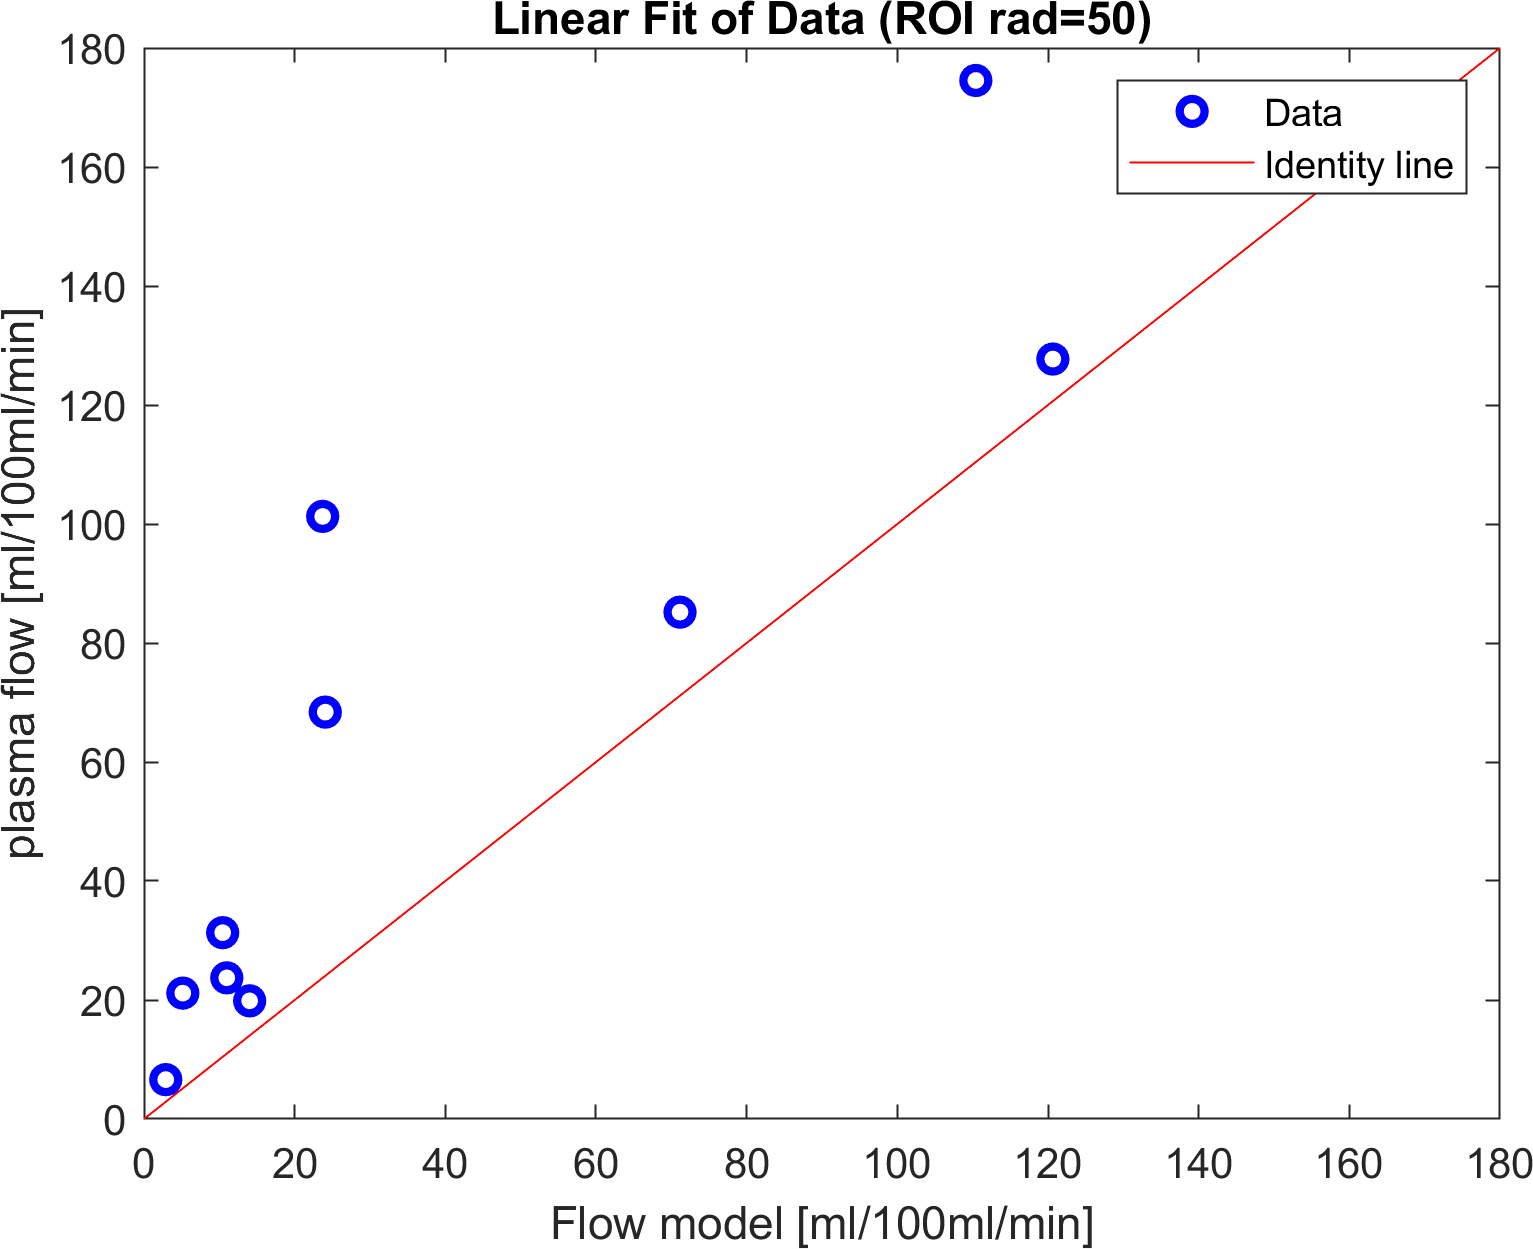 Linear Fit of Data (ROI rad=50)
180
160
140
120
100
80
60
40
20
0
plasma flow [ml/100ml/min]
Data
Identity line
0 20 40 60 80 100 120 140 160 180
Flow model [ml/100ml/min]